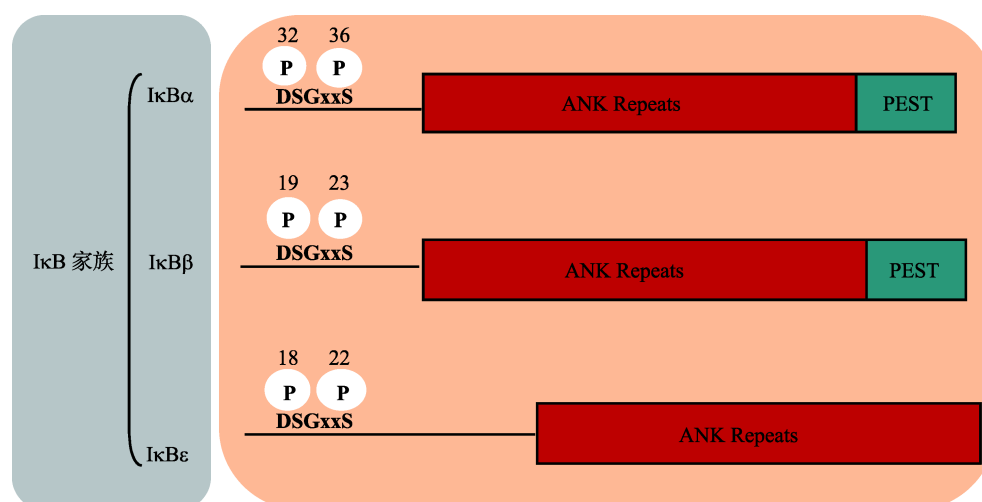 32 36
P P
IκBα
DSGxxS
ANK Repeats PEST
19 23
P P
DSGxxS
IκB 家族 IκBβ
ANK Repeats PEST
18 22
P P
DSGxxS
ANK Repeats
IκBε